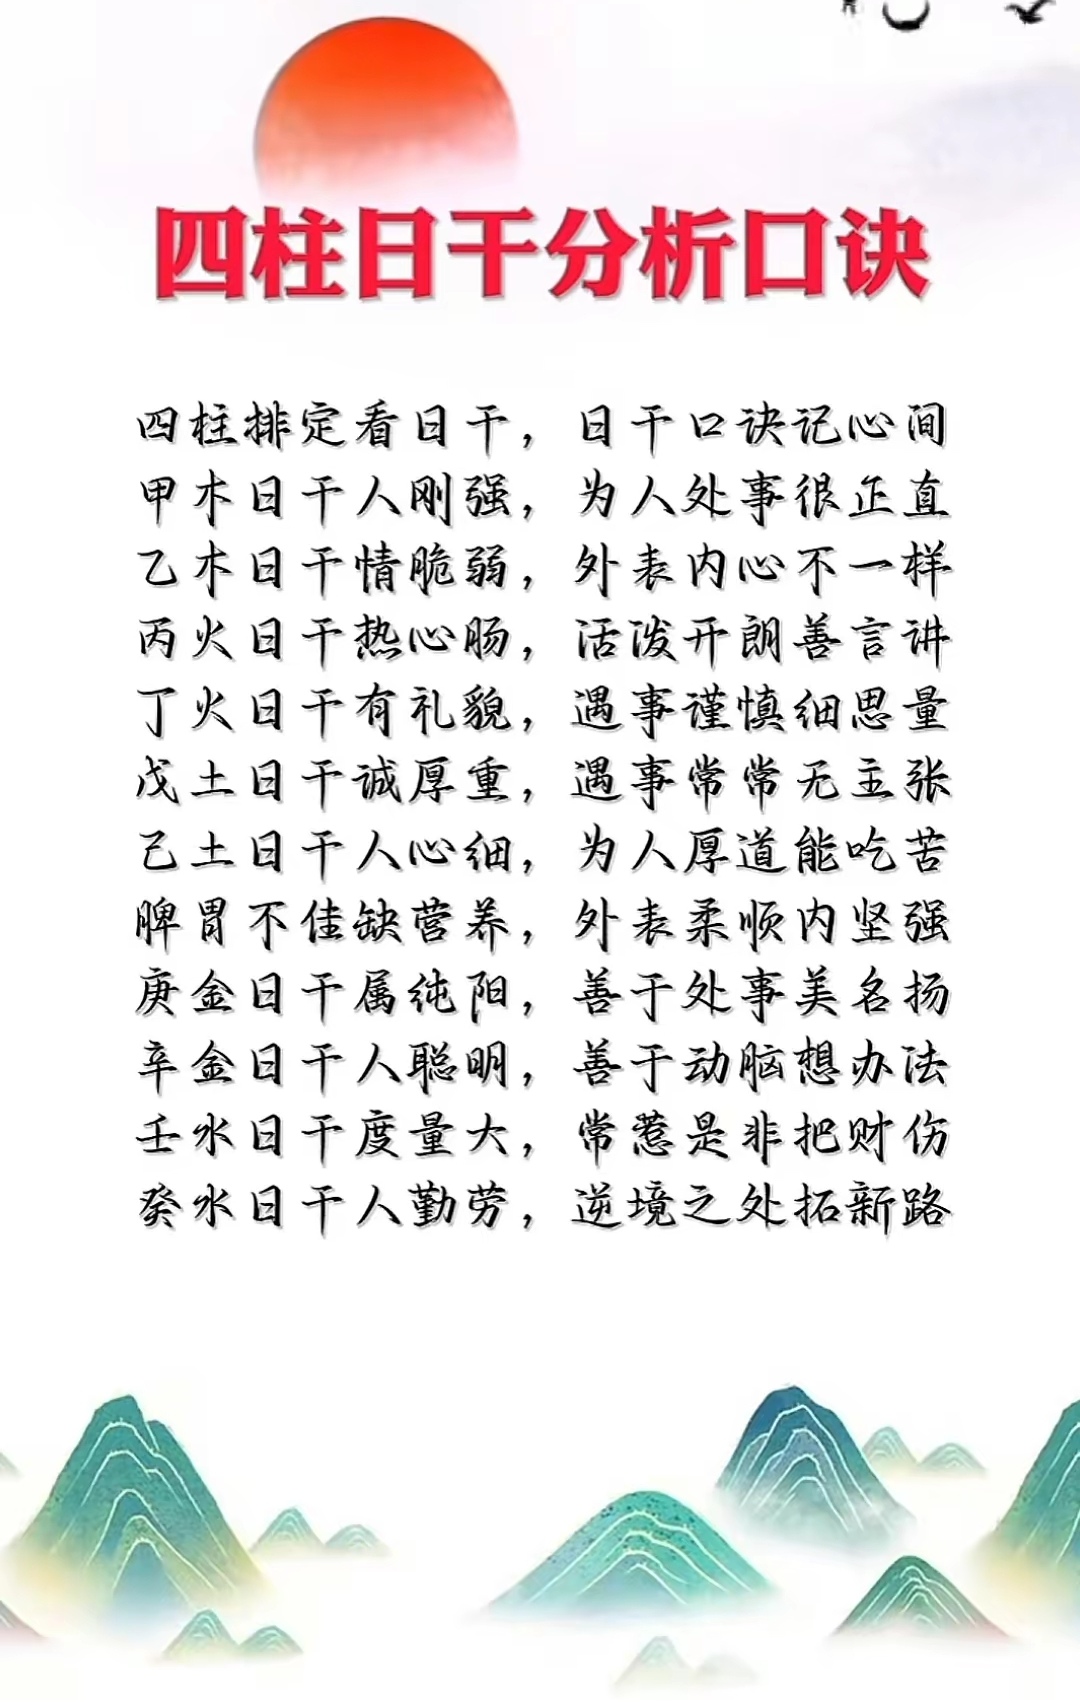 四柱日干分析口诀
四柱排定看日干，日干口诀记心间
甲木日干人刚强，为人处事很正直
乙木日干情脆弱，外表内心不一样
丙火日干热心肠，活泼开朗善言讲
丁火日干有礼貌，遇事谨慎细思量
戊土日干诚厚重，遇事常常无主张
己土日干人心细，为人厚道能吃苦
脾胃不佳缺营养，外表柔顺内坚强
庚金日干属纯阳，善于处事美名扬
辛金日干人聪明，善于动脑想办法
壬水日干度量大，常惹是非把财伤
癸水日干人勤劳，逆境之处拓新路